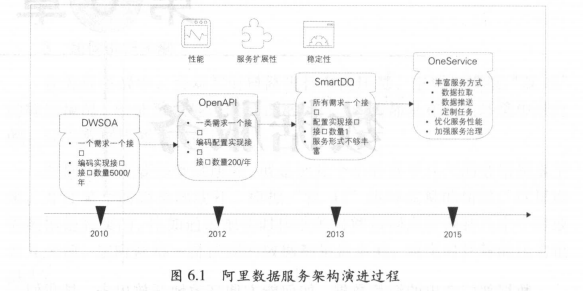 性能
服务扩展性
稳定性
DWSOA
• 一个需求一个接
口
• 编码实现接口
• 接口数量5000/
年
OpenAPI
• 一类需求一个接
口
• 编码配置实现接
• 口
接口数量200/年
SmartDQ
• 所有需求一个接
口
• 配置实现接口
• 接口数量1
• 服务形式不够丰
富
OneService
• 丰富服务方式
• 数据拉取
• 数据推送
• 定制任务
• 优化服务性能
• 加强服务治理
2010
2012
2013
2015
图 6.1 阿里数据服务架构演进过程